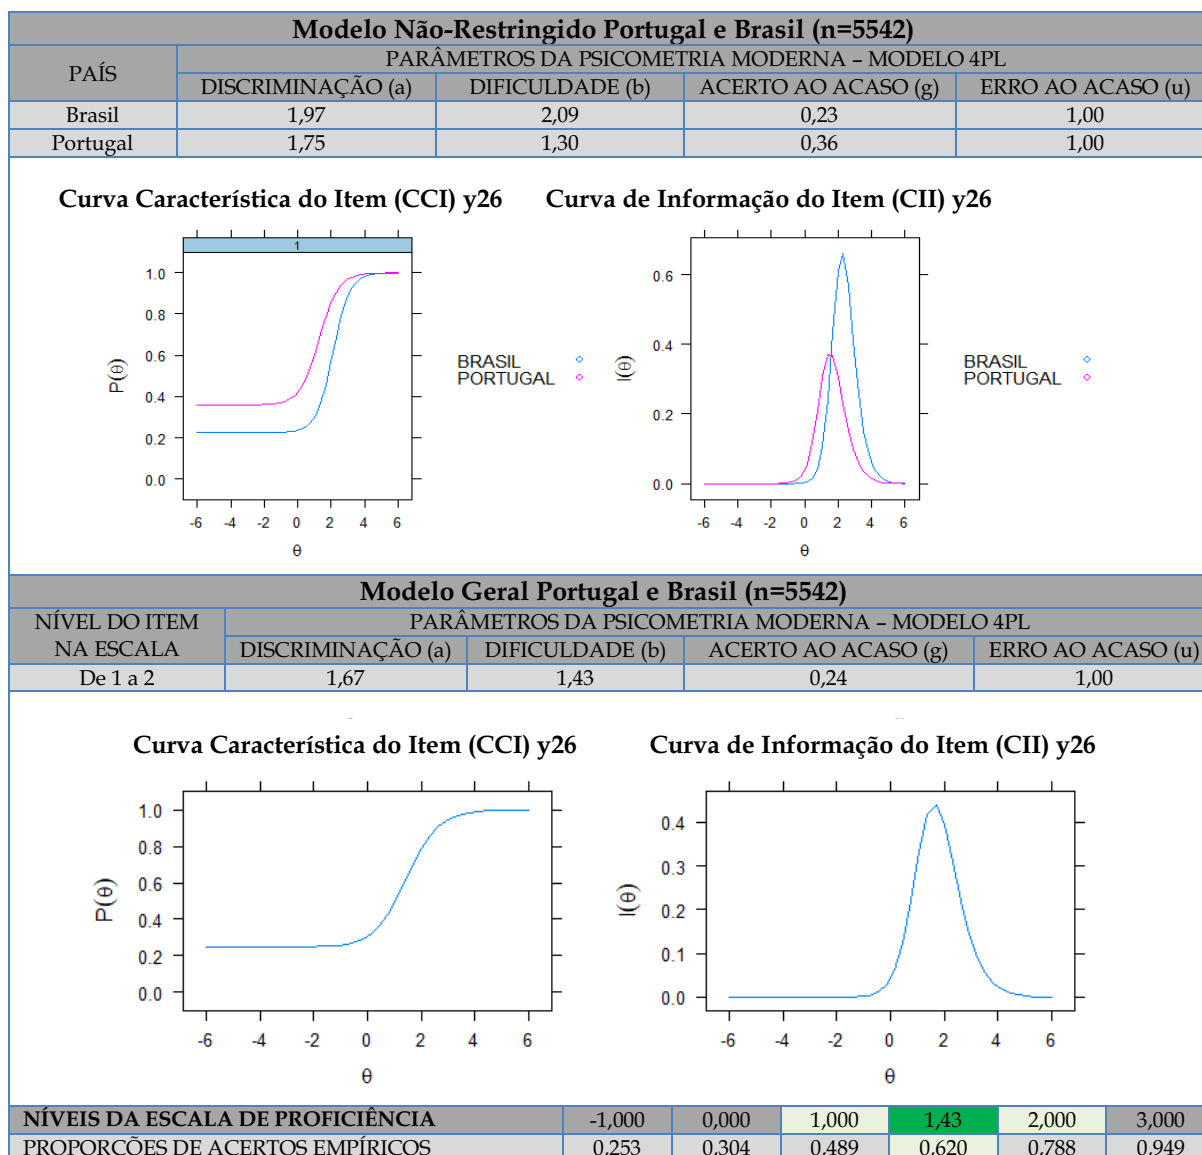 Modelo Não-Restringido Portugal e Brasil (n=5542)
PAÍS
PARÂMETROS DA PSICOMETRIA MODERNA – MODELO 4PL
DISCRIMINAÇÃO (a) DIFICULDADE (b) ACERTO AO ACASO (g) ERRO AO ACASO (u)
Brasil 1,97 2,09 0,23 1,00
Portugal 1,75 1,30 0,36 1,00
Curva Característica do Item (CCI) y26 Curva de Informação do Item (CII) y26
1
1.0
0.8
0.6
0.4
0.2
0.0
P(θ)
-6 -4 -2 0 2 4 6
θ
BRASIL
PORTUGAL
0.6
0.4
0.2
0.0
I(θ)
-6 -4 -2 0 2 4 6
θ
BRASIL
PORTUGAL
Modelo Geral Portugal e Brasil (n=5542)
NÍVEL DO ITEM NA ESCALA
PARÂMETROS DA PSICOMETRIA MODERNA – MODELO 4PL
DISCRIMINAÇÃO (a) DIFICULDADE (b) ACERTO AO ACASO (g) ERRO AO ACASO (u)
De 1 a 2 1,67 1,43 0,24 1,00
Curva Característica do Item (CCI) y26 Curva de Informação do Item (CII) y26
1.0
0.8
0.6
0.4
0.2
0.0
P(θ)
-6 -4 -2 0 2 4 6
θ
0.4
0.3
0.2
0.1
0.0
I(θ)
-6 -4 -2 0 2 4 6
θ
NÍVEIS DA ESCALA DE PROFICIÊNCIA -1,000 0,000 1,000 1,43 2,000 3,000
PROPORÇÕES DE ACERTOS EMPÍRICOS 0,253 0,304 0,489 0,620 0,788 0,949